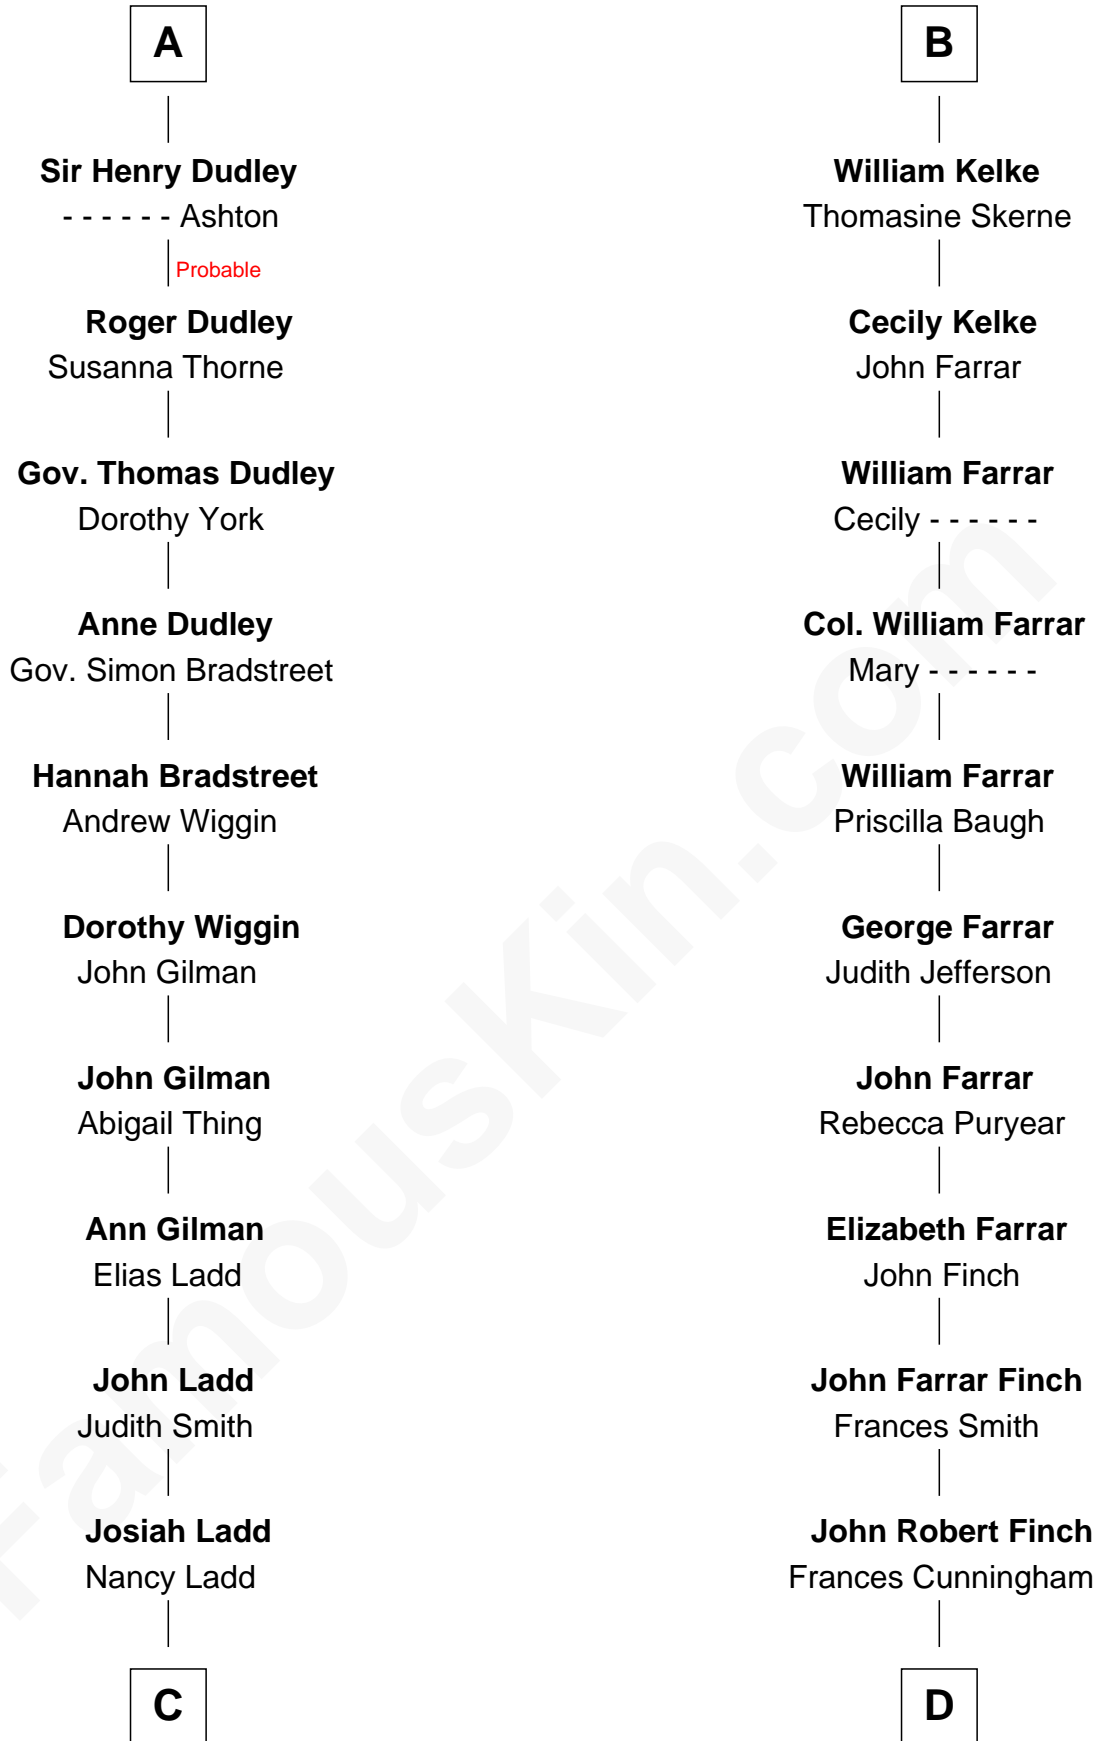 A
Sir Henry Dudley
- - - - - - Ashton
Probable
Roger Dudley
Susanna Thorne
Gov. Thomas Dudley
Dorothy York
Anne Dudley
Gov. Simon Bradstreet
Hannah Bradstreet
Andrew Wiggin
Dorothy Wiggin
John Gilman
John Gilman
Abigail Thing
Ann Gilman
Elias Ladd
John Ladd
Judith Smith
Josiah Ladd
Nancy Ladd
C
B
William Kelke
Thomasine Skerne
Cecily Kelke
John Farrar
William Farrar
Cecily - - - - - -
Col. William Farrar
Mary - - - - - -
William Farrar
Priscilla Baugh
George Farrar
Judith Jefferson
John Farrar
Rebecca Puryear
Elizabeth Farrar
John Finch
John Farrar Finch
Frances Smith
John Robert Finch
Frances Cunningham
D
FamousKin.com